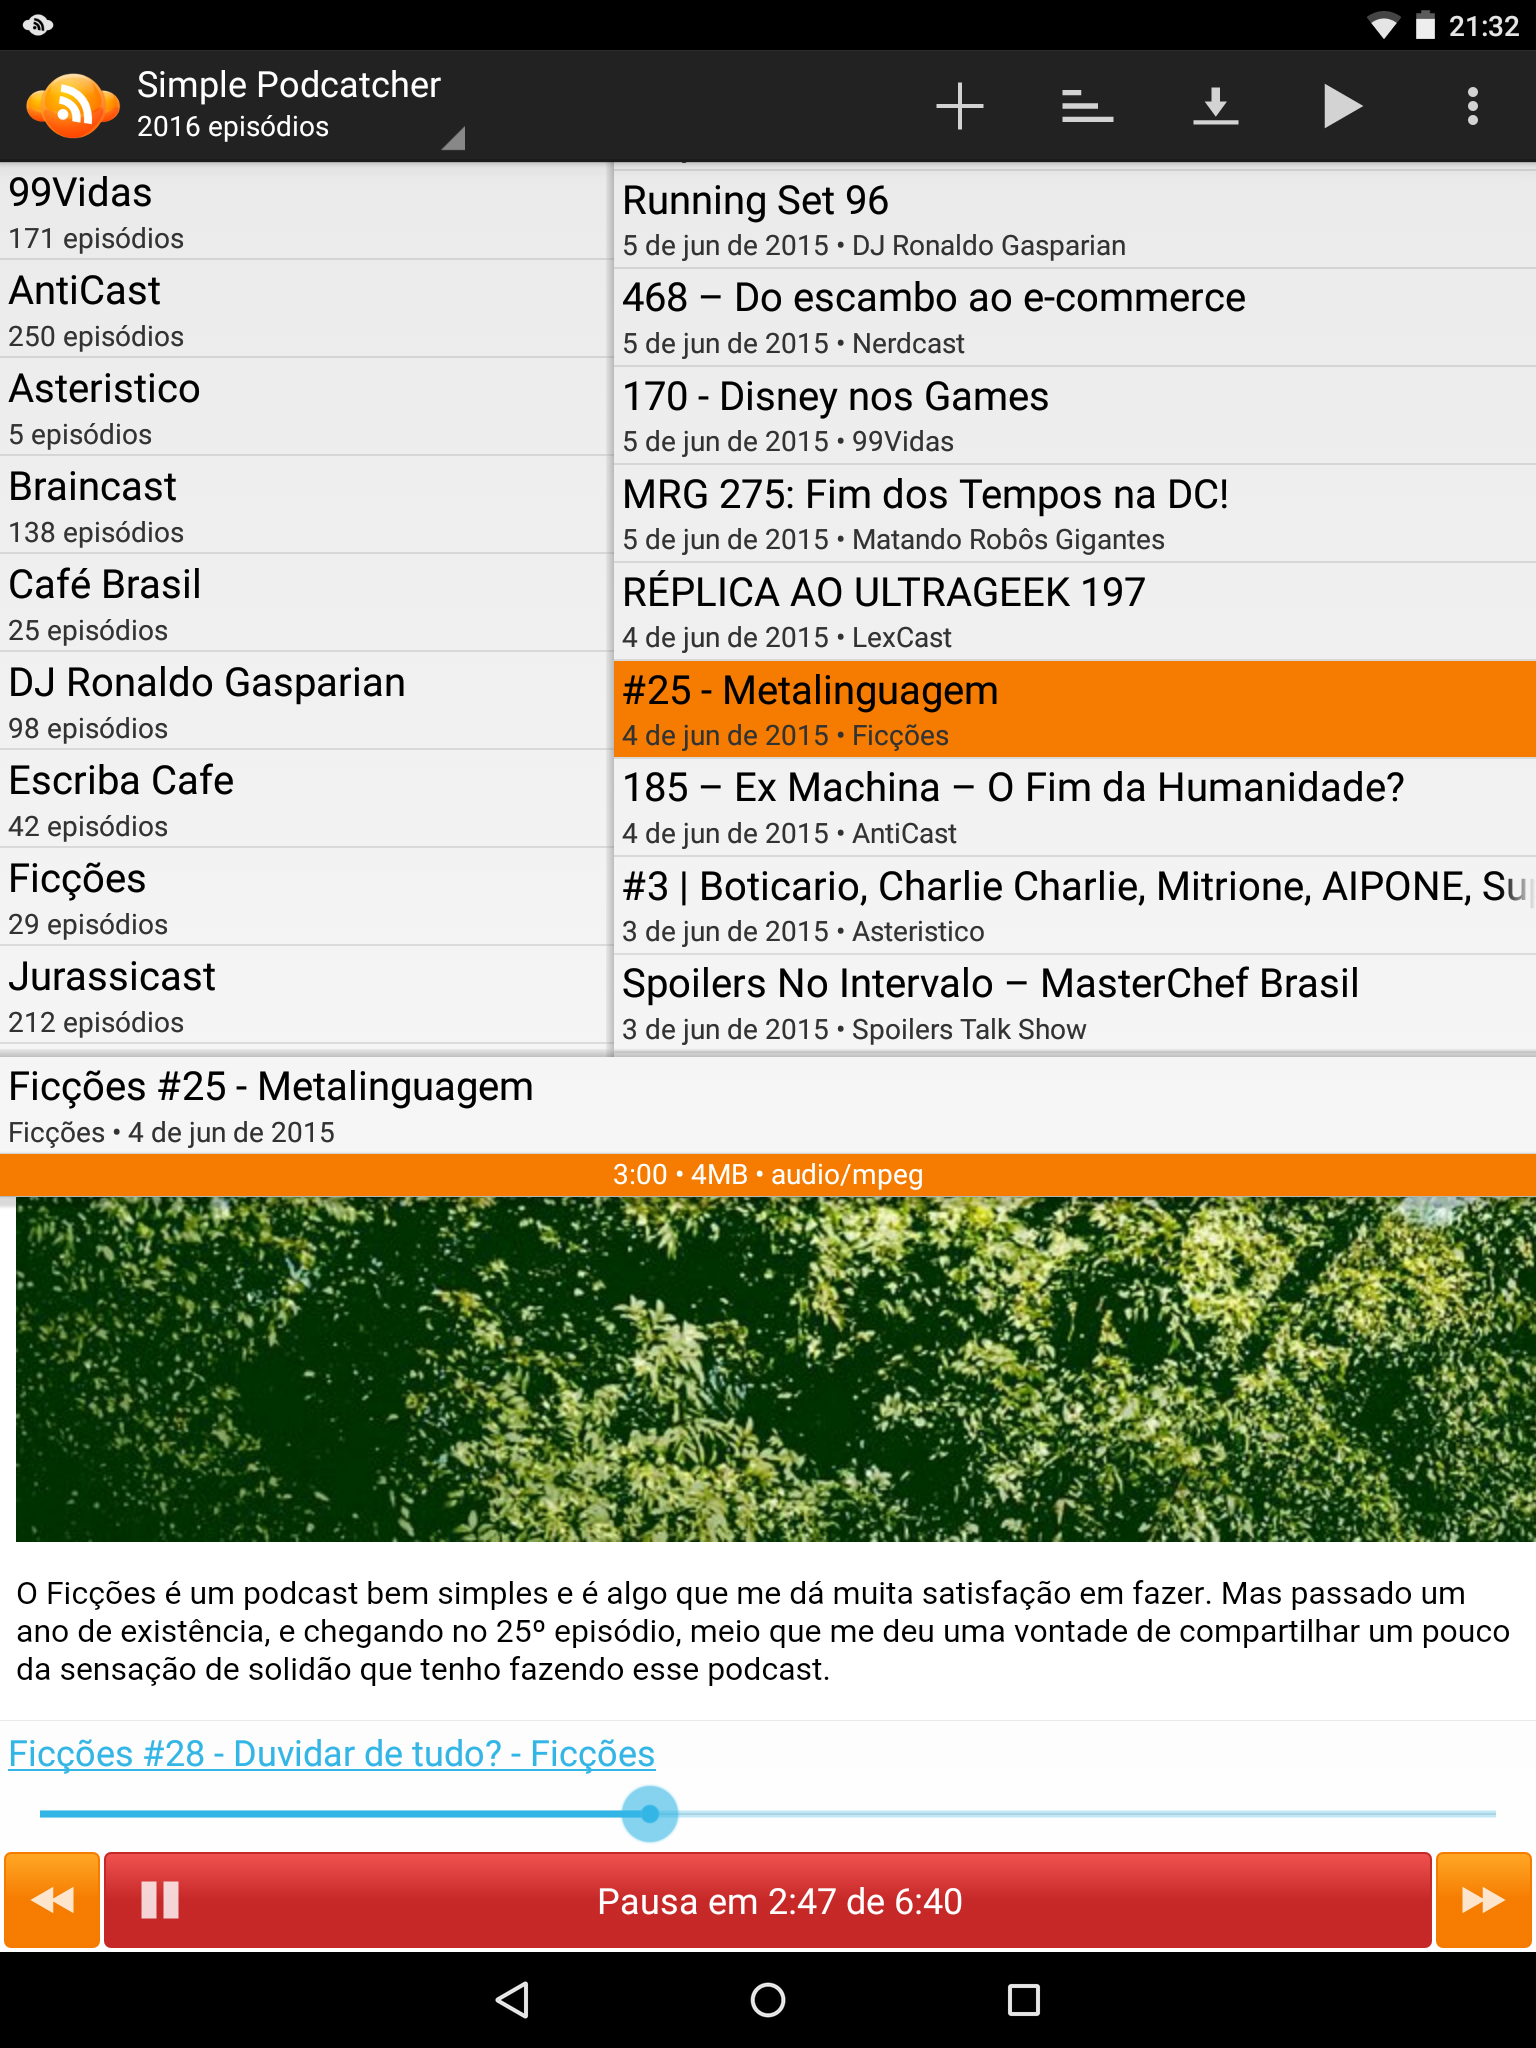 21:32
Simple Podcatcher
2016 episódios
99Vidas
171 episódios
AntiCast
250 episódios
Asteristico
5 episódios
Braincast
138 episódios
Café Brasil
25 episódios
DJ Ronaldo Gasparian
98 episódios
Escriba Cafe
42 episódios
Ficções
29 episódios
Jurassicast
212 episódios
Running Set 96
5 de jun de 2015 • DJ Ronaldo Gasparian
468 – Do escambo ao e-commerce
5 de jun de 2015 • Nerdcast
170 - Disney nos Games
5 de jun de 2015 • 99Vidas
MRG 275: Fim dos Tempos na DC!
5 de jun de 2015 • Matando Robôs Gigantes
RÉPLICA AO ULTRAGEEK 197
4 de jun de 2015 • LexCast
#25 - Metalinguagem
4 de jun de 2015 • Ficções
185 – Ex Machina – O Fim da Humanidade?
4 de jun de 2015 • AntiCast
#3 | Boticario, Charlie Charlie, Mitrione, AIPONE,
3 de jun de 2015 • Asteristico
Spoilers No Intervalo – MasterChef Brasil
3 de jun de 2015 • Spoilers Talk Show
Ficções #25 - Metalinguagem
Ficções • 4 de jun de 2015
3:00 • 4MB • audio/mpeg
O Ficções é um podcast bem simples e é algo que me dá muita satisfação em fazer. Mas passado um
ano de existência, e chegando no 25º episódio, meio que me deu uma vontade de compartilhar um pouco
da sensação de solidão que tenho fazendo esse podcast.
Ficções #28 - Duvidar de tudo? - Ficções
Pausa em 2:47 de 6:40